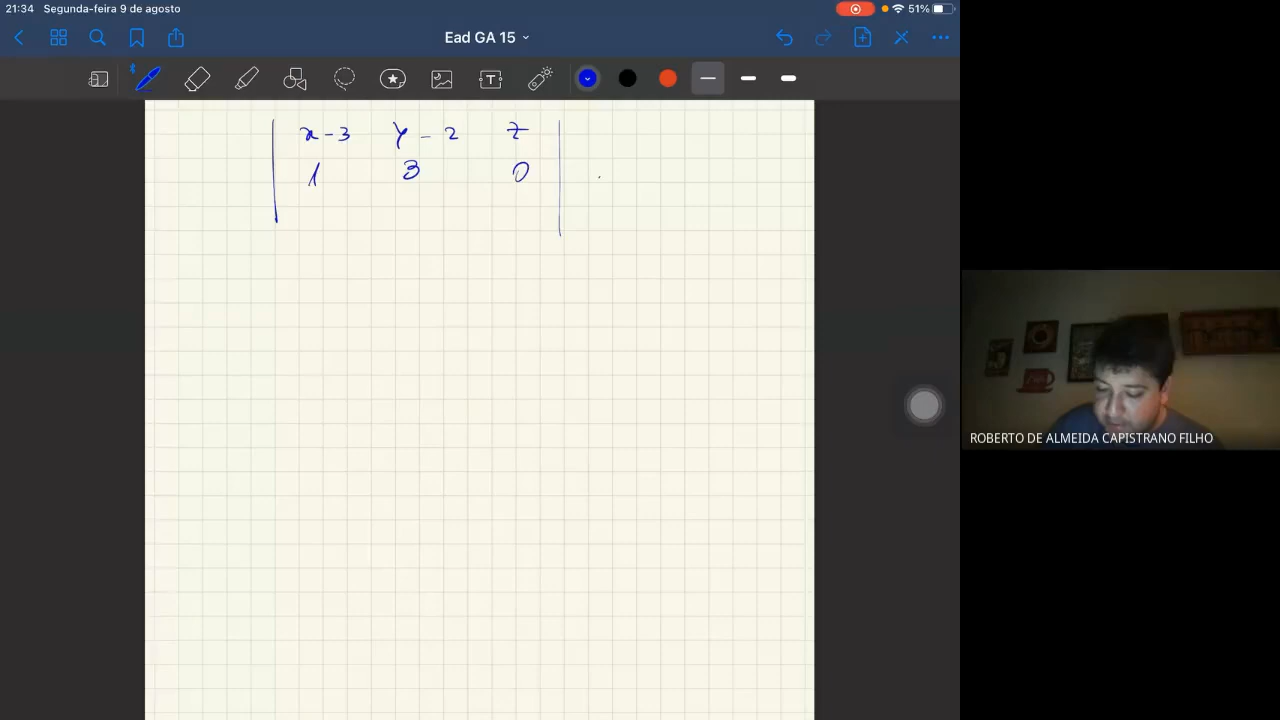 21:34 Segunda-feira 9 de agosto
51%
Ead GA 15
T
x-3 y-2 z
1 3 0
ROBERTO DE ALMEIDA CAPISTRANO FILHO